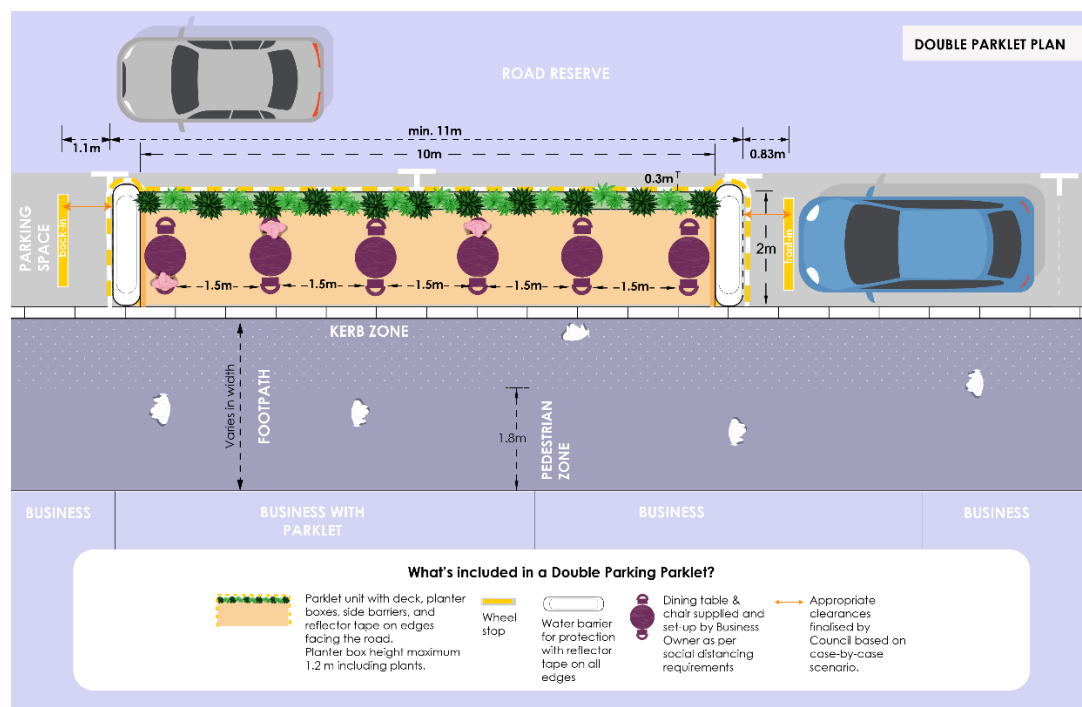 DOUBLE PARKLET PLAN
ROAD RESERVE
min. 11m
1.1m
10m
0.83m
0.3m
PARKING
SPACE
back-in
front-in
2m
1.5m
1.5m
1.5m
1.5m
1.5m
KERB ZONE
Varies in width
FOOTPATH
1.8m
PEDESTRIAN
ZONE
BUSINESS
BUSINESS WITH
PARKLET
BUSINESS
BUSINESS
What's included in a Double Parking Parklet?
Parklet unit with deck, planter
boxes, side barriers, and
reflector tape on edges
facing the road.
Planter box height maximum
1.2 m including plants.
Wheel
stop
Water barrier
for protection
with reflector
tape on all
edges
Dining table &
chair supplied and
set-up by Business
Owner as per
social distancing
requirements
Appropriate
clearances
finalised by
Council based on
case-by-case
scenario.